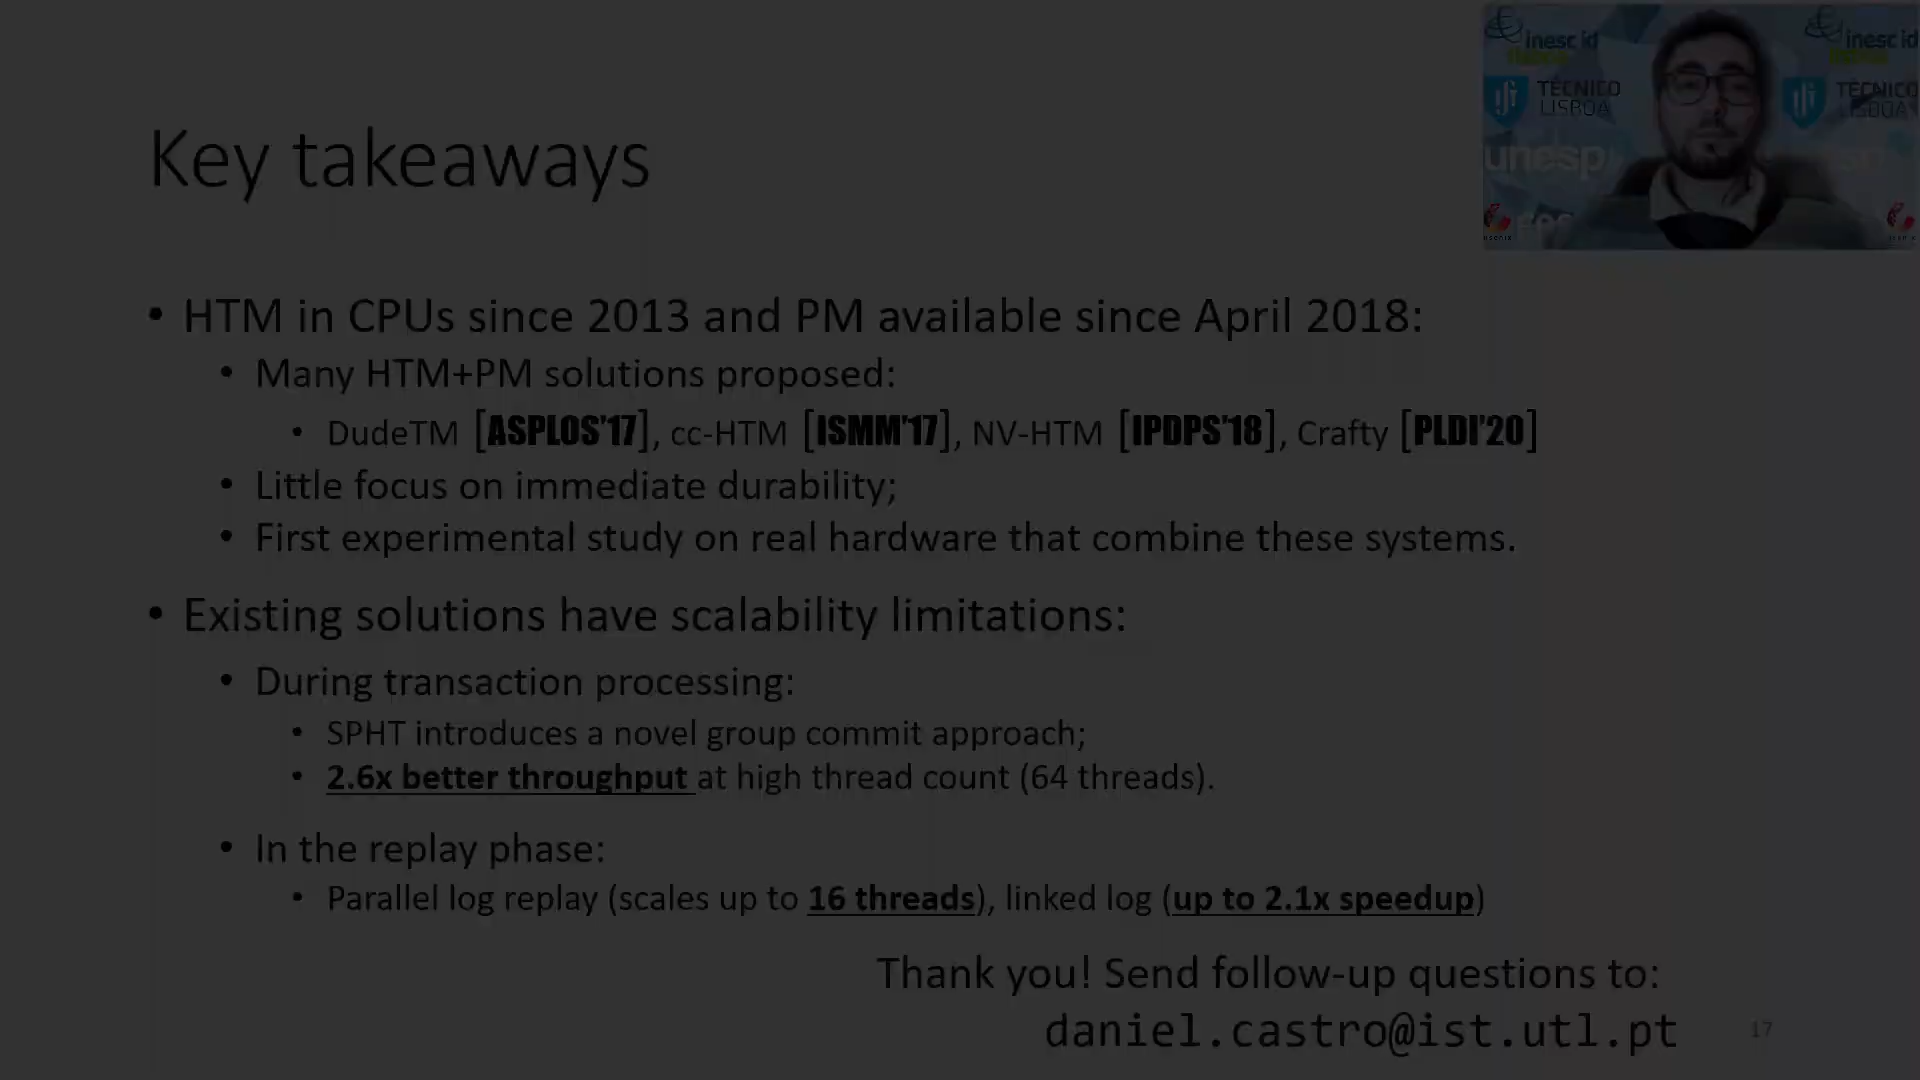 inesc id
inesc id
TÉCNICO
LISBOA
TÉCNICO
LISBOA
unesp
Key takeaways
• HTM in CPUs since 2013 and PM available since April 2018:
• Many HTM+PM solutions proposed:
• DudeTM [ASPLOS'17], cc-HTM [ISMM'17], NV-HTM [IPDPS'18], Crafty [PLDI'20]
• Little focus on immediate durability;
• First experimental study on real hardware that combine these systems.
• Existing solutions have scalability limitations:
• During transaction processing:
• SPHT introduces a novel group commit approach;
• 2.6x better throughput at high thread count (64 threads).
• In the replay phase:
• Parallel log replay (scales up to 16 threads), linked log (up to 2.1x speedup)
Thank you! Send follow-up questions to:
daniel.castro@ist.utl.pt
17